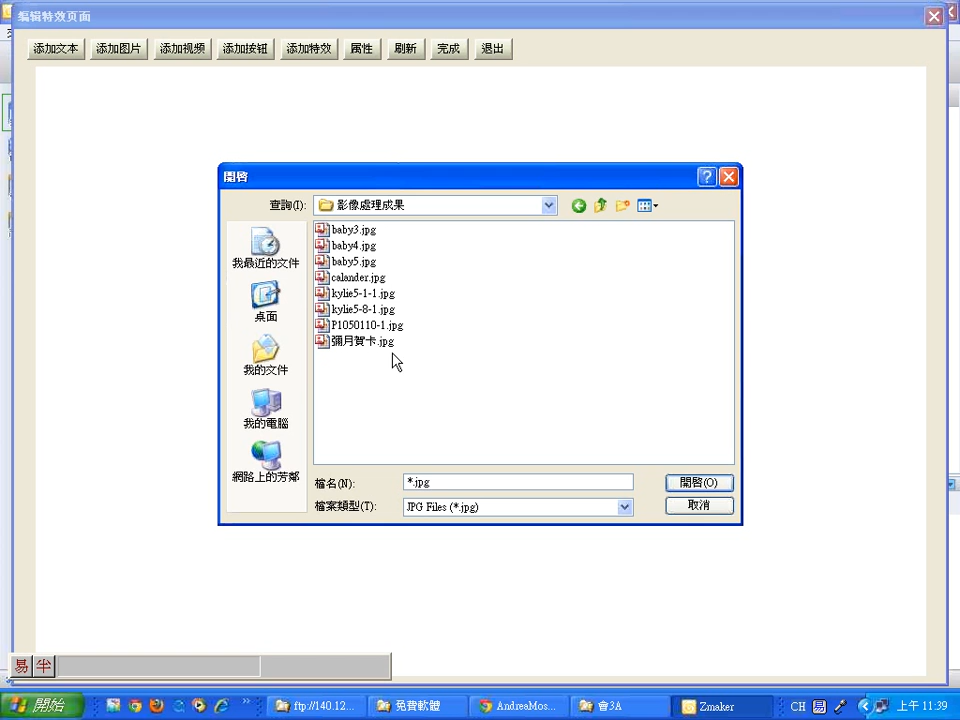 编辑特效页面
添加文本 添加图片 添加视频 添加按钮 添加特效 属性 刷新 完成 退出
開啓
查詢(I): 影像處理成果
baby3.jpg
baby4.jpg
baby5.jpg
calander.jpg
kylie5-1-1.jpg
kylie5-8-1.jpg
P1050110-1.jpg
彌月賀卡.jpg
我最近的文件
桌面
我的文件
我的電腦
網路上的芳鄰
檔名(N): *.jpg 開啓(O)
檔案類型(T): JPG Files (*.jpg) 取消
易 半
開始 ftp://140.12... 免費軟體 AndreaMos... 會3A Zmaker CH 上午 11:39